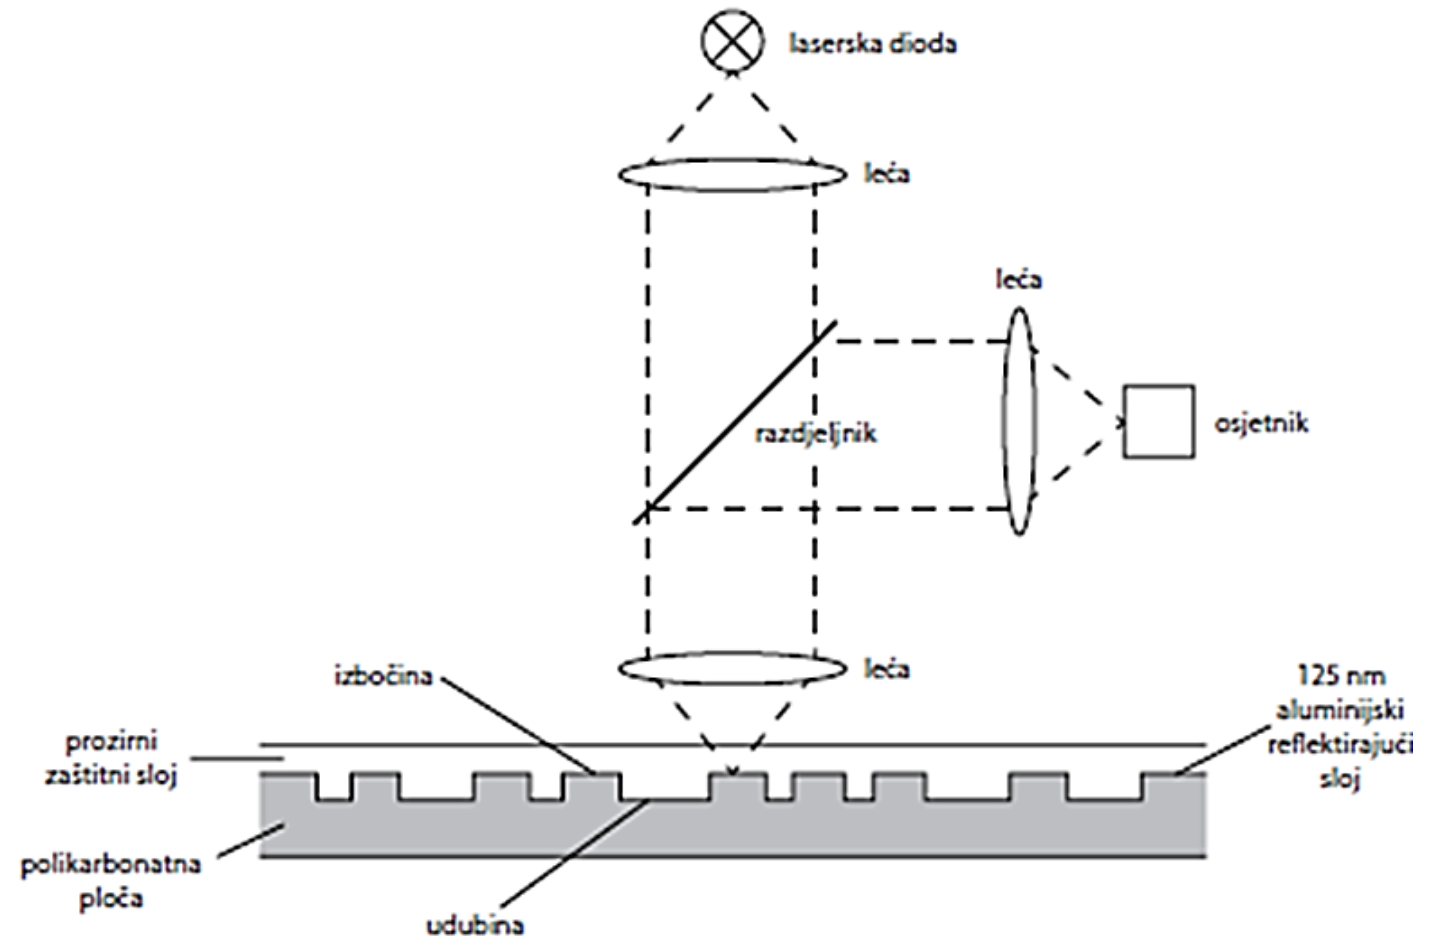 laserska dioda
leća
leća
razdjeljnik
osjetnik
leća
izbočina
125 nm
aluminijski
reflektirajući
sloj
prozirni
zaštitni sloj
polikarbonatna
ploča
udubina